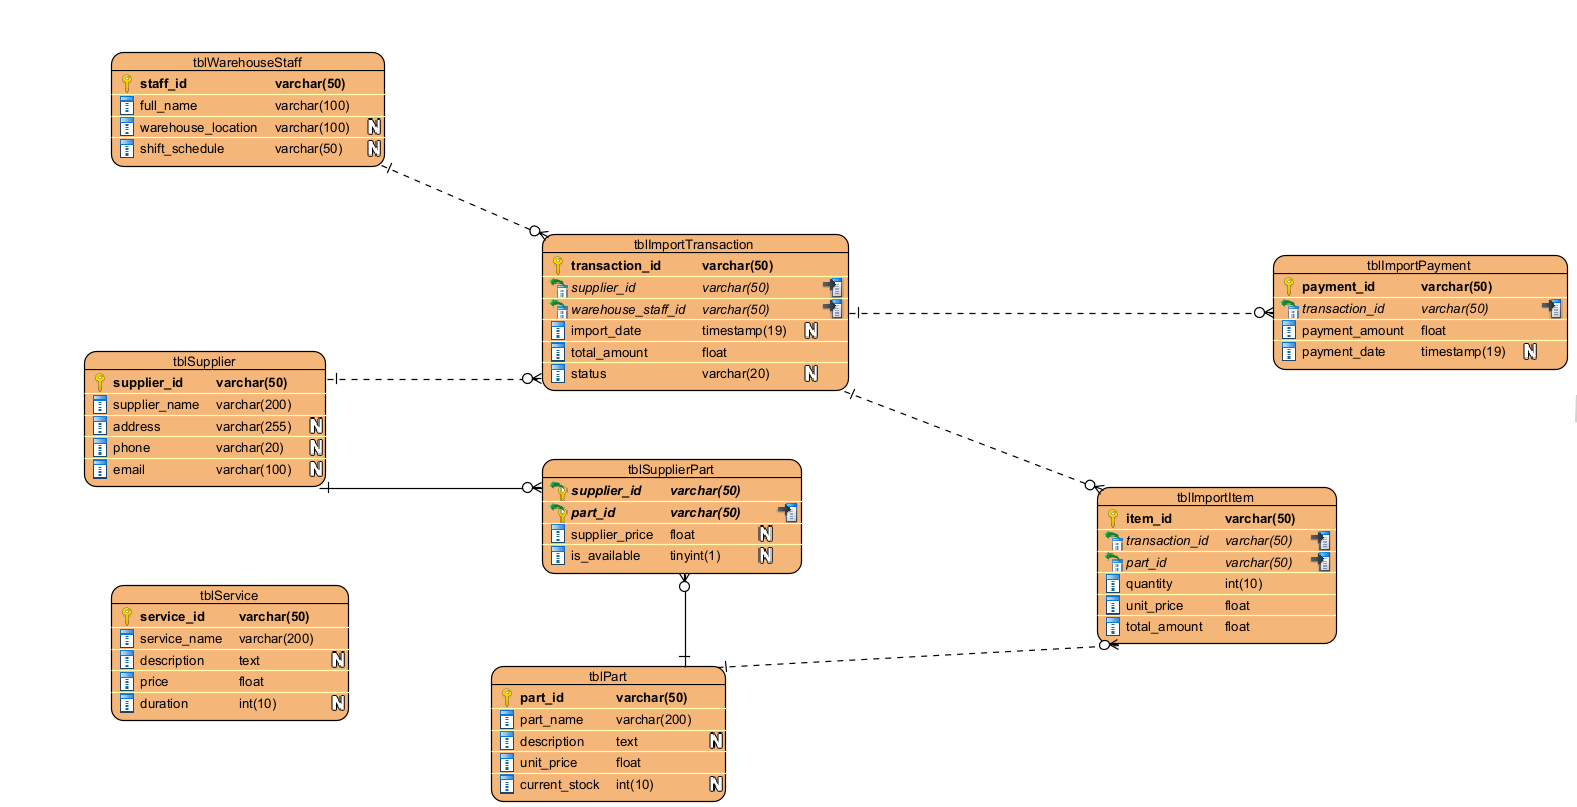 tblWarehouseStaff
staff_id varchar(50)
full_name varchar(100)
warehouse_location varchar(100) N
shift_schedule varchar(50) N
tblImportTransaction
transaction_id varchar(50)
supplier_id varchar(50)
warehouse_staff_id varchar(50)
import_date timestamp(19) N
total_amount float
status varchar(20) N
tblImportPayment
payment_id varchar(50)
transaction_id varchar(50)
payment_amount float
payment_date timestamp(19) N
tblSupplier
supplier_id varchar(50)
supplier_name varchar(200)
address varchar(255) N
phone varchar(20) N
email varchar(100) N
tblSupplierPart
supplier_id varchar(50)
part_id varchar(50)
supplier_price float N
is_available tinyint(1) N
tblImportItem
item_id varchar(50)
transaction_id varchar(50)
part_id varchar(50)
quantity int(10)
unit_price float
total_amount float
tblService
service_id varchar(50)
service_name varchar(200)
description text N
price float
duration int(10) N
tblPart
part_id varchar(50)
part_name varchar(200)
description text N
unit_price float
current_stock int(10) N